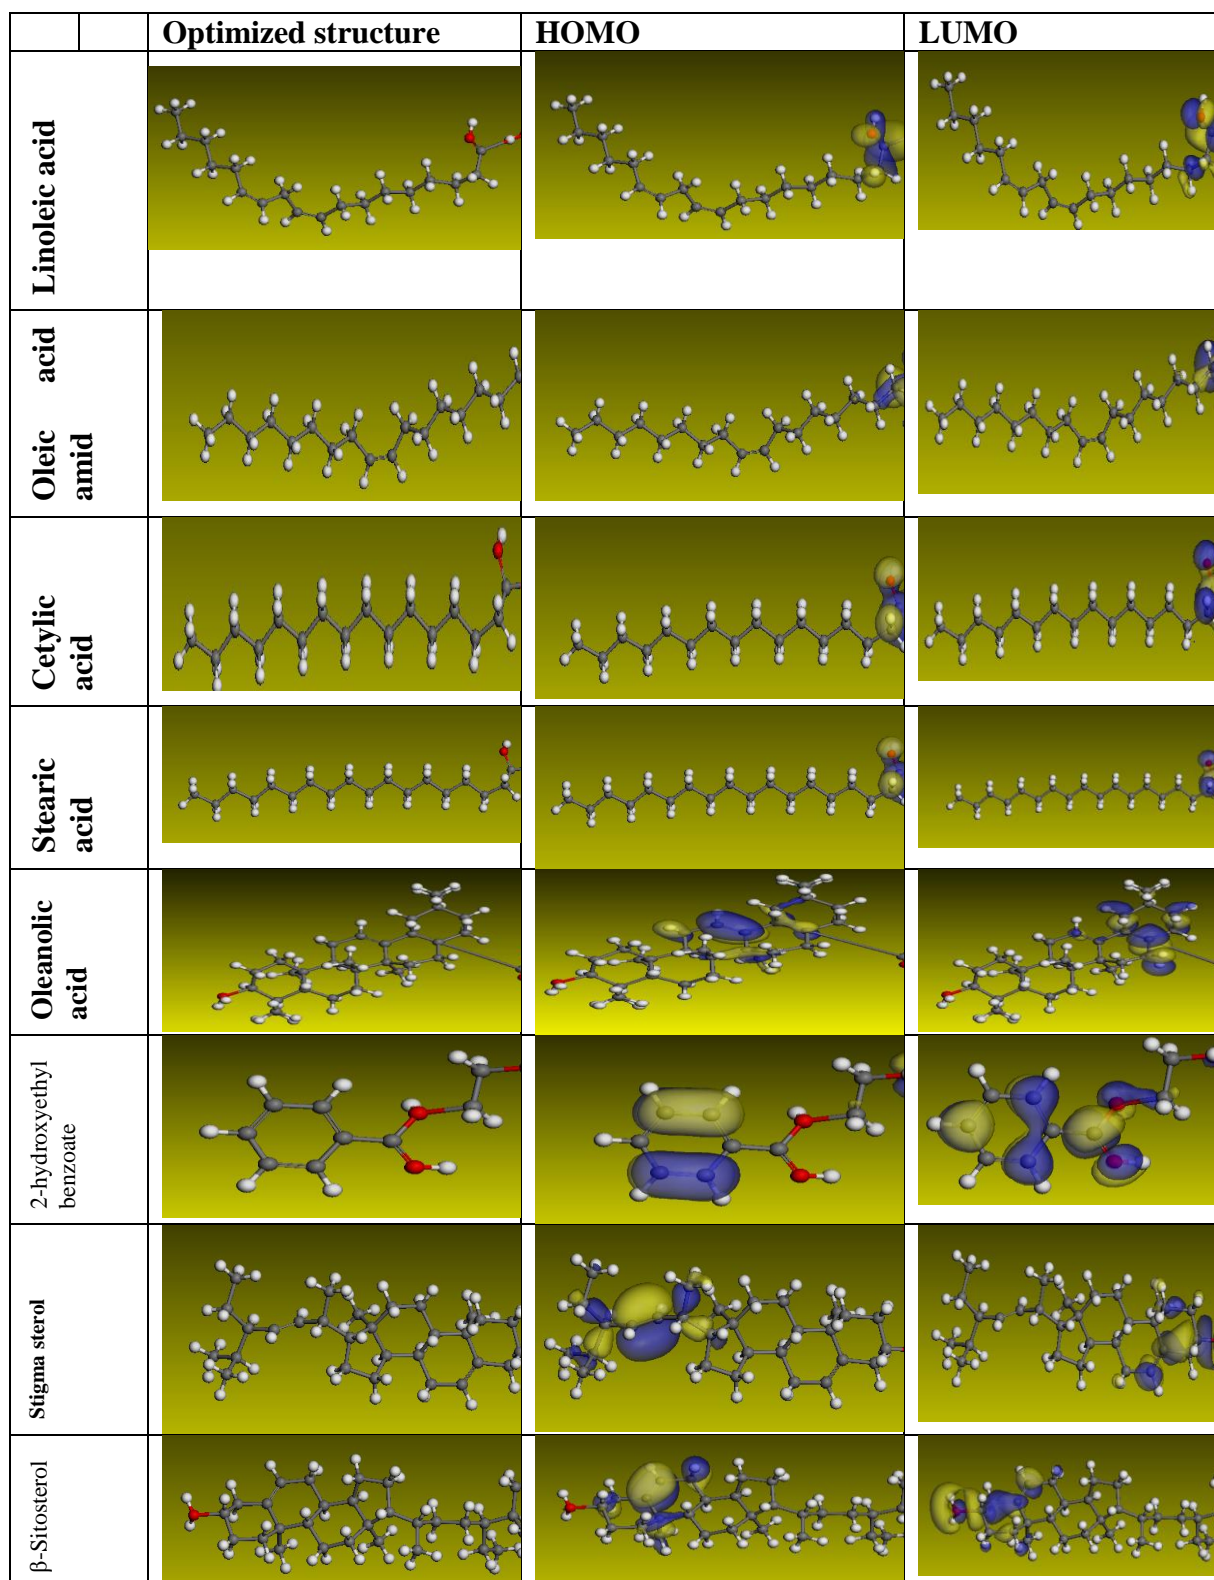 Optimized structure HOMO LUMO
Linoleic acid
Oleic acid
amid
Cetylic
acid
Stearic
acid
Oleanolic
acid
2-hydroxyethyl
benzoate
Stigma sterol
β-Sitosterol